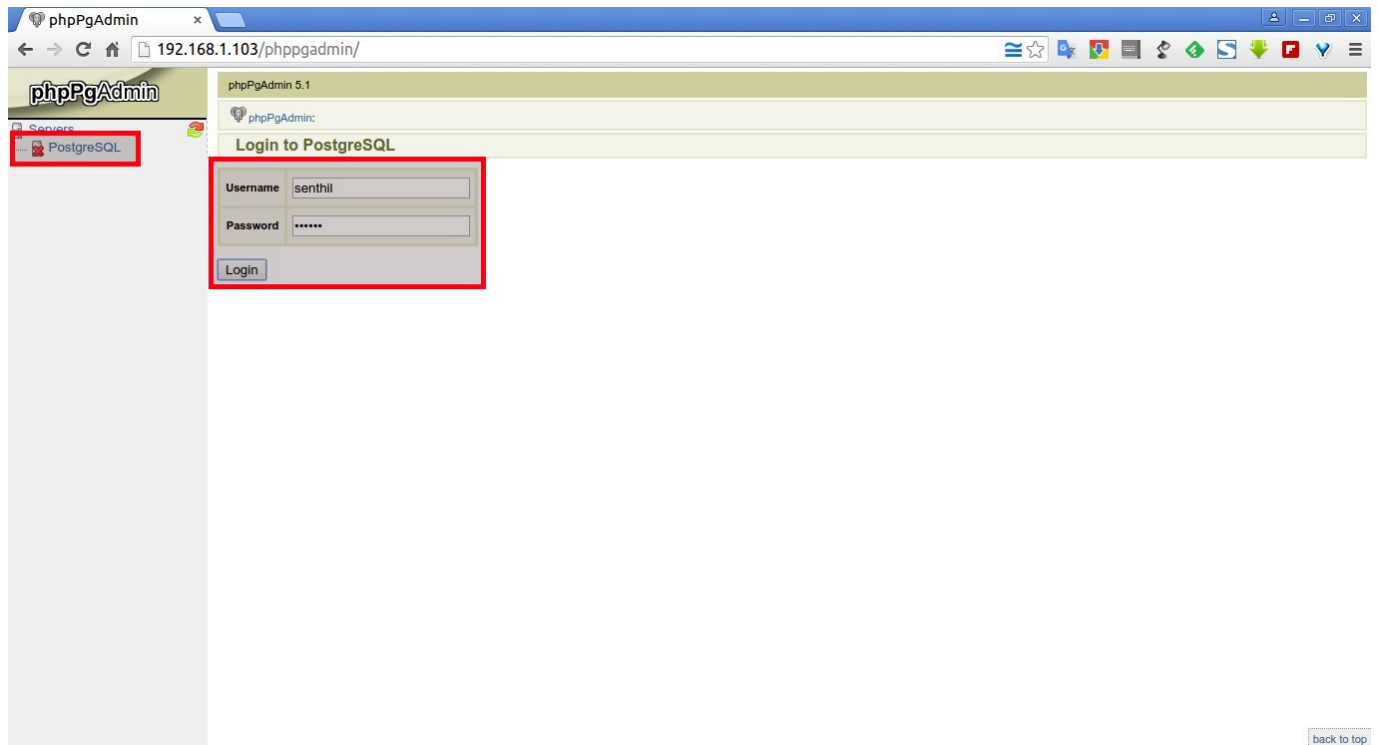 phpPgAdmin
192.168.1.103/phppgadmin/
phpPgAdmin
Servers
PostgreSQL
phpPgAdmin 5.1
phpPgAdmin:
Login to PostgreSQL
Username senthil
Password ••••••
Login
back to top